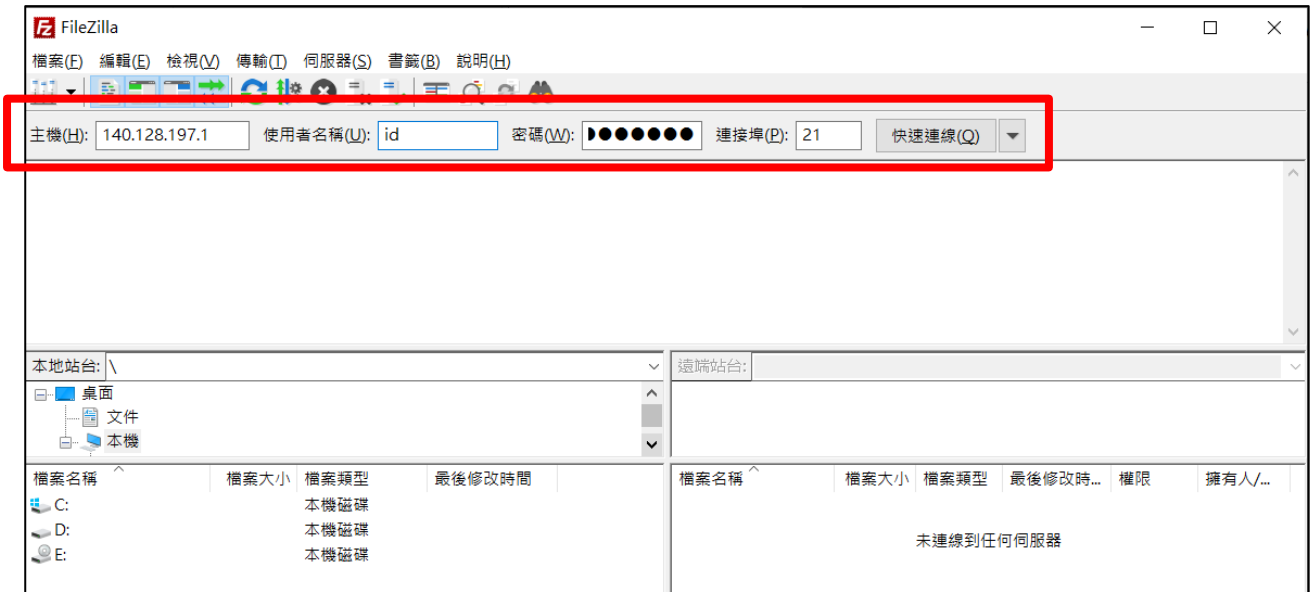 FileZilla
檔案(F) 編輯(E) 檢視(V) 傳輸(T) 伺服器(S) 書籤(B) 說明(H)
主機(H): 140.128.197.1 使用者名稱(U): id 密碼(W): ●●●●●●● 連接埠(P): 21 快速連線(Q)
本地站台: \ 遠端站台:
桌面
文件
本機
檔案名稱 檔案大小 檔案類型 最後修改時間 檔案名稱 檔案大小 檔案類型 最後修改時... 權限 擁有人/...
C: 本機磁碟
D: 本機磁碟
E: 本機磁碟
未連線到任何伺服器